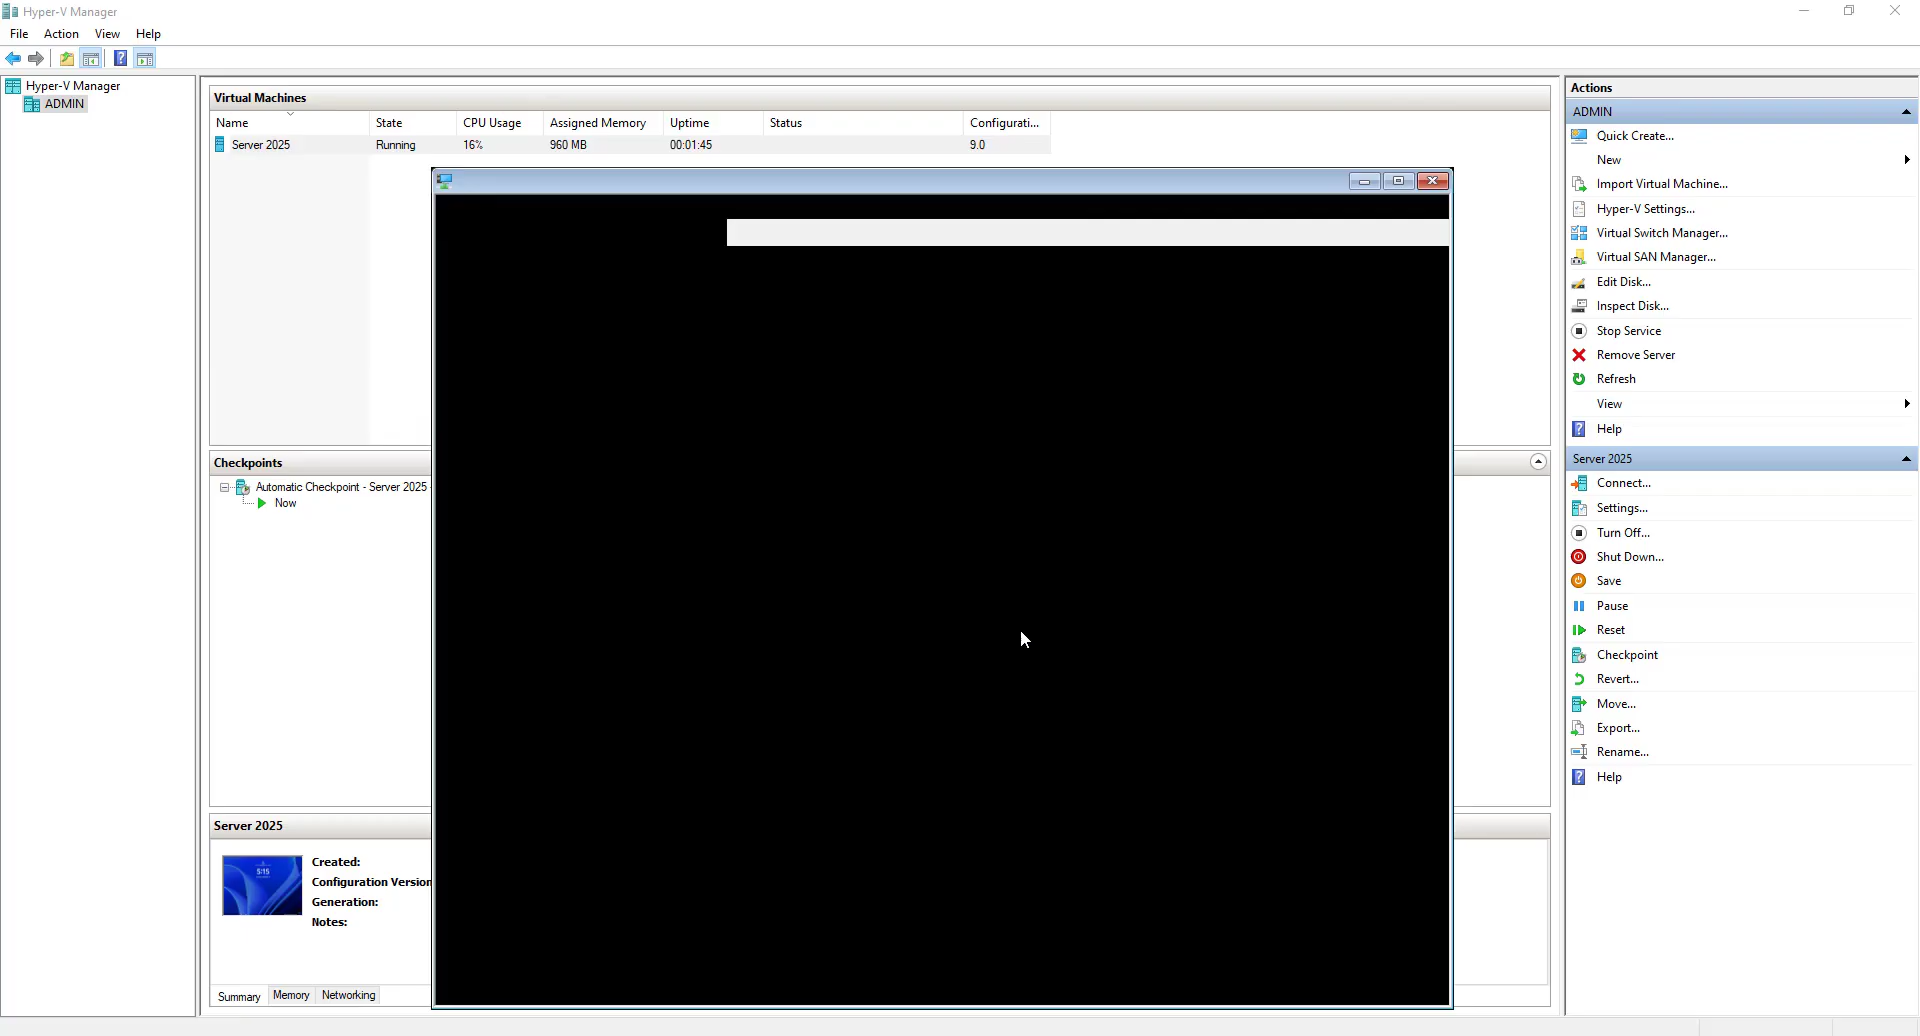 Hyper-V Manager
File Action View Help
Hyper-V Manager
ADMIN
Virtual Machines
Name State CPU Usage Assigned Memory Uptime Status Configurati...
Server 2025 Running 16% 960 MB 00:01:45 9.0
Checkpoints
Automatic Checkpoint - Server 2025
Now
Server 2025
5:15
Created:
Configuration Version
Generation:
Notes:
Summary Memory Networking
Actions
ADMIN
Quick Create...
New
Import Virtual Machine...
Hyper-V Settings...
Virtual Switch Manager...
Virtual SAN Manager...
Edit Disk...
Inspect Disk...
Stop Service
Remove Server
Refresh
View
Help
Server 2025
Connect...
Settings...
Turn Off...
Shut Down...
Save
Pause
Reset
Checkpoint
Revert...
Move...
Export...
Rename...
Help